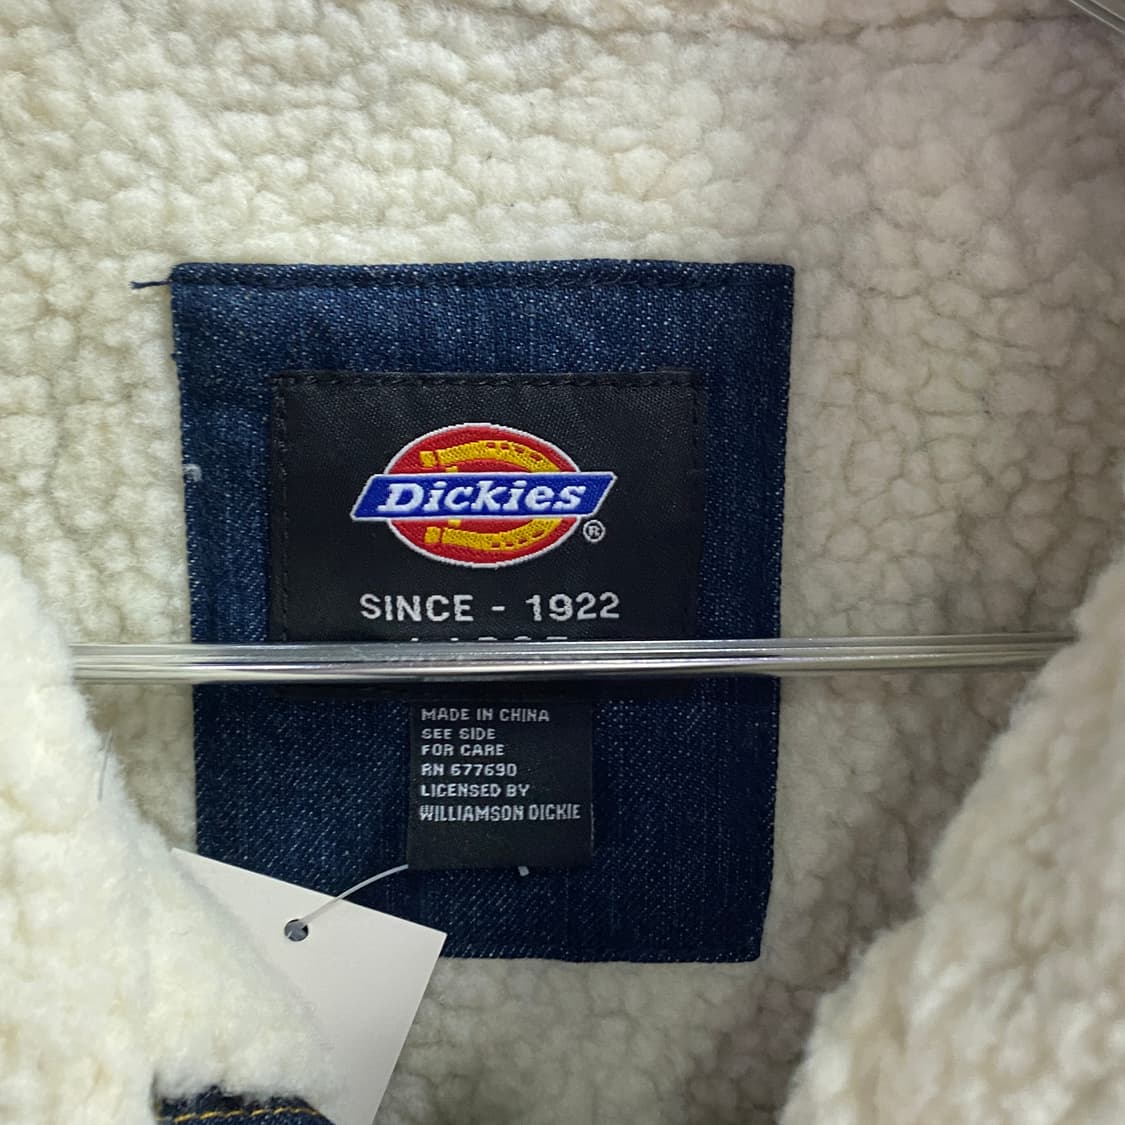 Dickies
®
SINCE - 1922
MADE IN CHINA
SEE SIDE
FOR CARE
RN 677690
LICENSED BY
WILLIAMSON DICKIE